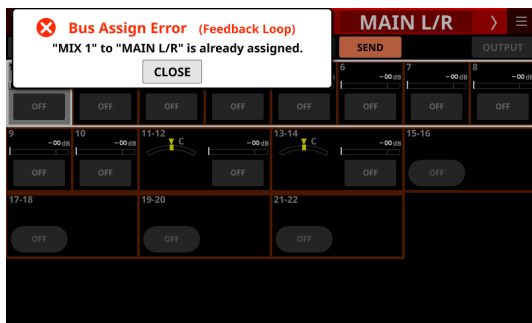 Bus Assign Error (Feedback Loop)
"MIX 1" to "MAIN L/R" is already assigned.
CLOSE
MAIN L/R
SEND
OUTPUT
6 7 8
-∞dB -∞dB -∞dB
OFF OFF OFF OFF OFF OFF OFF OFF
9 10 11-12 13-14 15-16
-∞dB -∞dB C -∞dB C -∞dB
OFF OFF OFF OFF OFF
17-18 19-20 21-22
OFF OFF OFF